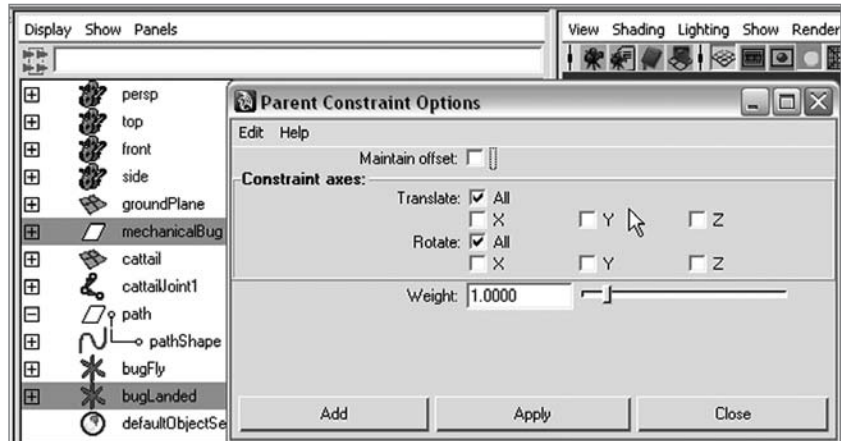 Display Show Panels
View Shading Lighting Show Render
persp
top
front
side
groundPlane
mechanicalBug
cattail
cattailJoint1
path
pathShape
bugFly
bugLanded
defaultObjectSe
Parent Constraint Options
Edit Help
Maintain offset:
Constraint axes:
Translate: All
X Y Z
Rotate: All
X Y Z
Weight: 1.0000
Add Apply Close